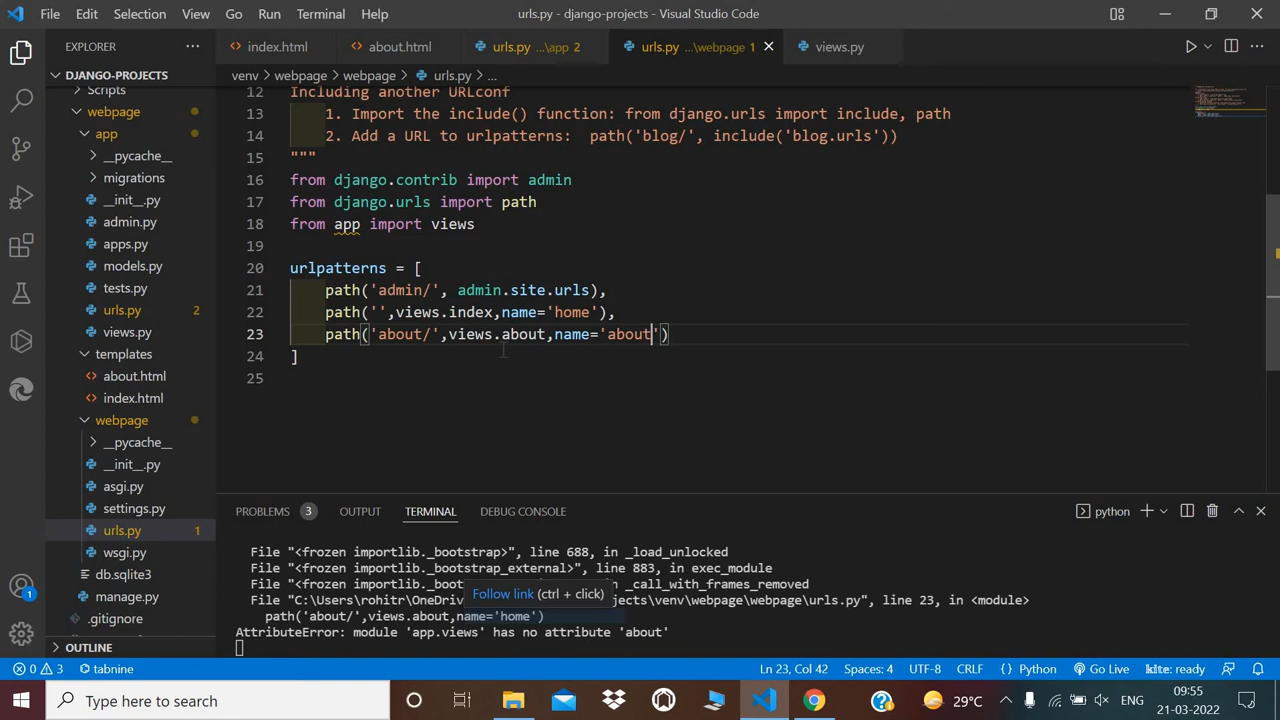 File Edit Selection View Go Run Terminal Help urls.py - django-projects - Visual Studio Code
EXPLORER ...
index.html about.html urls.py ...\app 2 urls.py ...\webpage 1 views.py
DJANGO-PROJECTS
venv > webpage > webpage > urls.py > ...
Scripts
webpage
app
__pycache__
migrations
__init__.py
admin.py
apps.py
models.py
tests.py
urls.py 2
views.py
templates
about.html
index.html
webpage
__pycache__
__init__.py
asgi.py
settings.py
urls.py 1
wsgi.py
db.sqlite3
manage.py
.gitignore
OUTLINE
12 Including another URLconf
13 1. Import the include() function: from django.urls import include, path
14 2. Add a URL to urlpatterns: path('blog/', include('blog.urls'))
15 """
16 from django.contrib import admin
17 from django.urls import path
18 from app import views
19
20 urlpatterns = [
21 path('admin/', admin.site.urls),
22 path('',views.index,name='home'),
23 path('about/',views.about,name='about')
24 ]
25
PROBLEMS 3 OUTPUT TERMINAL DEBUG CONSOLE python
File "<frozen importlib._bootstrap>", line 688, in _load_unlocked
File "<frozen importlib._bootstrap_external>", line 883, in exec_module
File "<frozen importlib._boot in _call_with_frames_removed
Follow link (ctrl + click)
File "C:\Users\rohitr\OneDriv jects\venv\webpage\webpage\urls.py", line 23, in <module>
path('about/',views.about,name='home')
AttributeError: module 'app.views' has no attribute 'about'
0 3 tabnine Ln 23, Col 42 Spaces: 4 UTF-8 CRLF Python Go Live kite: ready
1
Type here to search
29°C ENG 09:55
21-03-2022